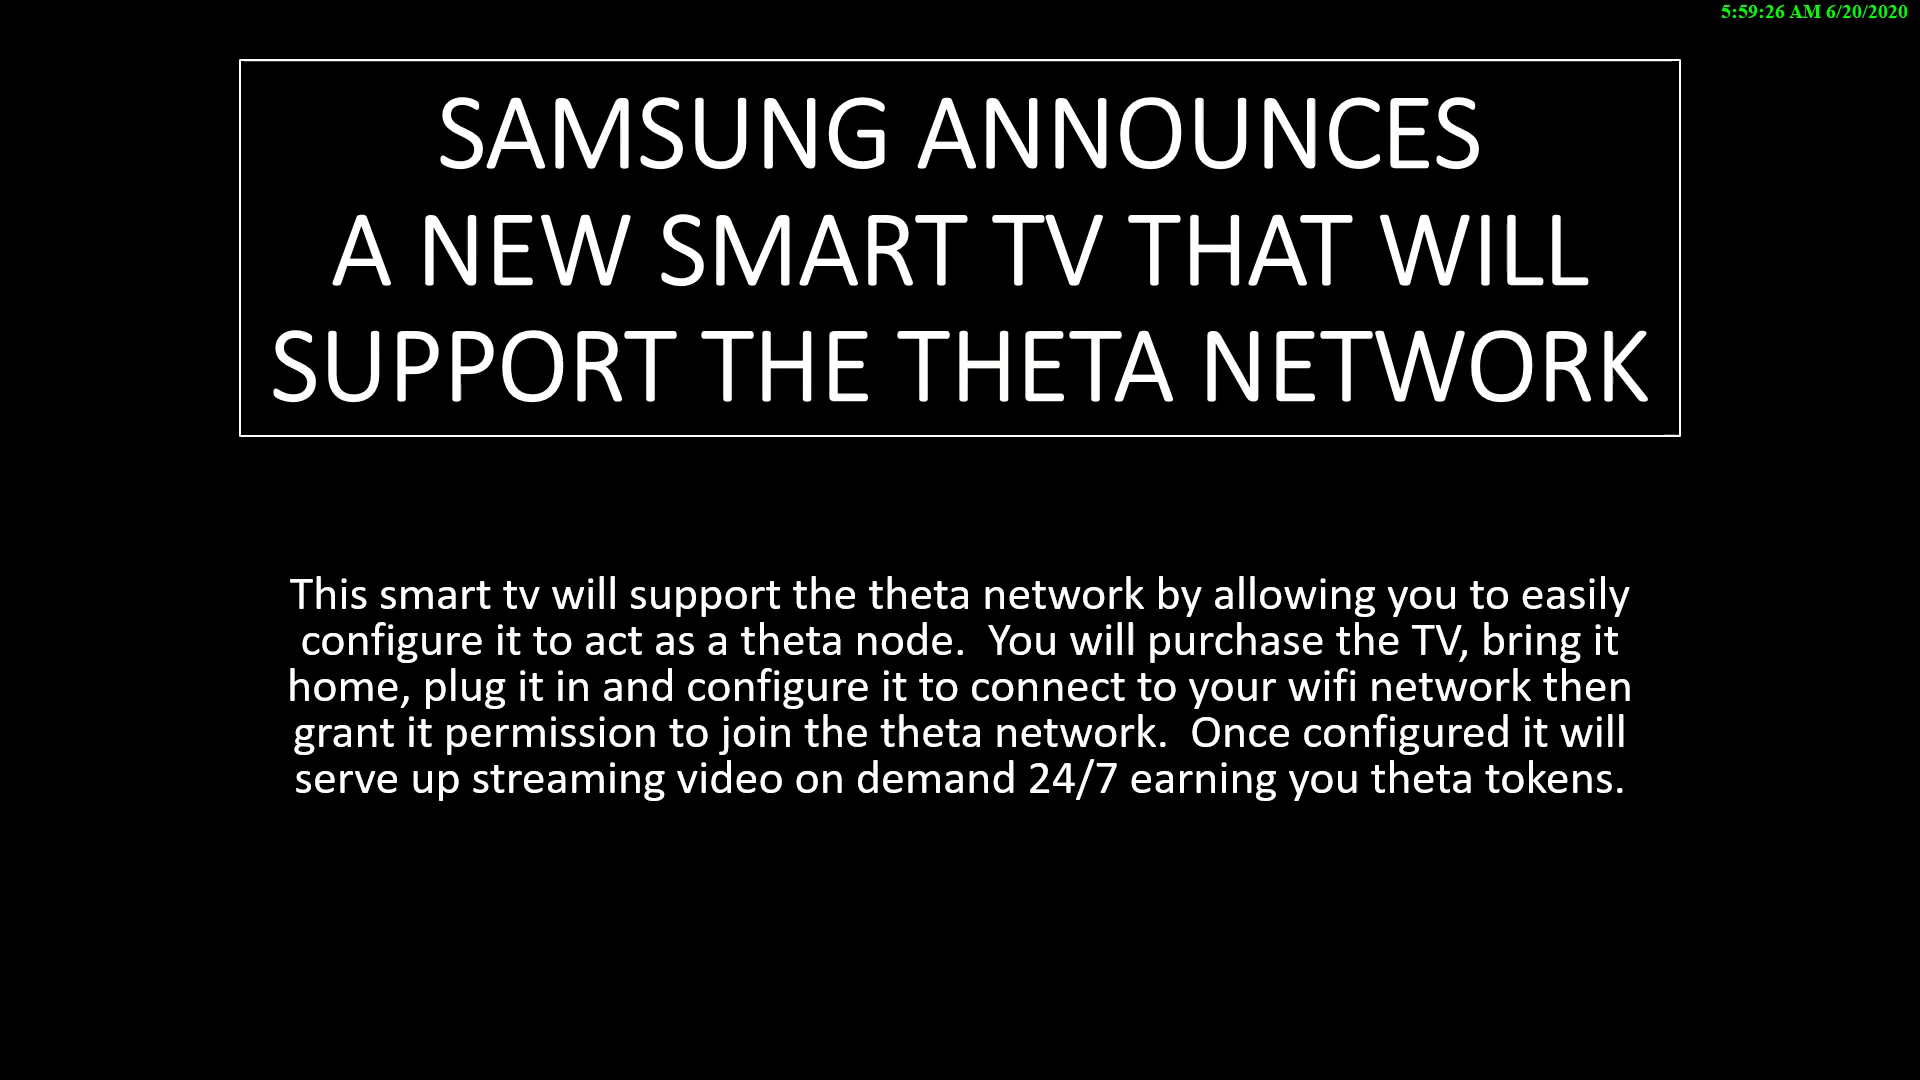 5:59:26 AM 6/20/2020
SAMSUNG ANNOUNCES
A NEW SMART TV THAT WILL
SUPPORT THE THETA NETWORK
This smart tv will support the theta network by allowing you to easily
configure it to act as a theta node.  You will purchase the TV, bring it
home, plug it in and configure it to connect to your wifi network then
grant it permission to join the theta network.  Once configured it will
serve up streaming video on demand 24/7 earning you theta tokens.